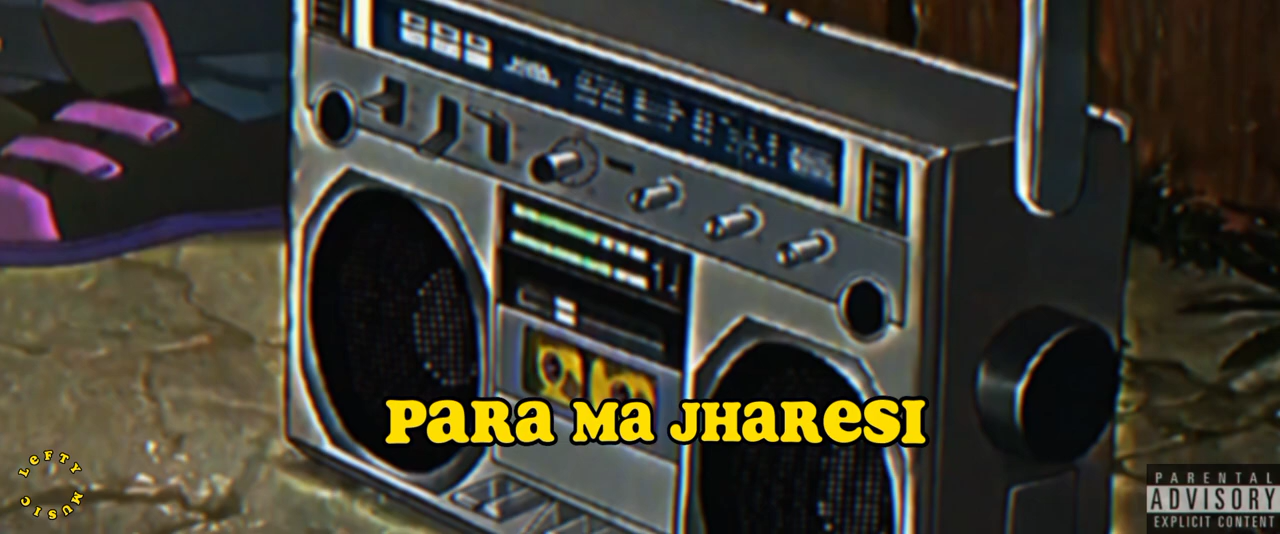 PARA MA JHARESI
LEFTY MUSIC
PARENTAL
ADVISORY
EXPLICIT CONTENT